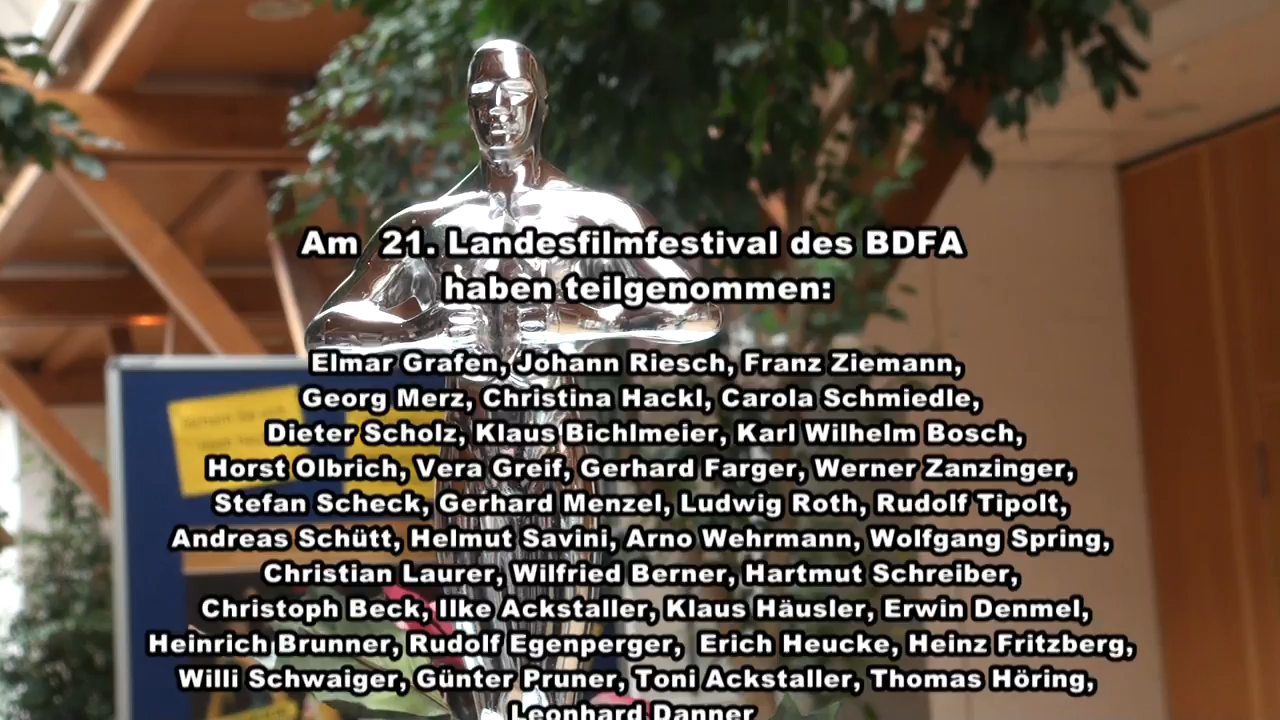 Am 21. Landesfilmfestival des BDFA
haben teilgenommen:
Elmar Grafen, Johann Riesch, Franz Ziemann,
Georg Merz, Christina Hackl, Carola Schmiedle,
Dieter Scholz, Klaus Bichlmeier, Karl Wilhelm Bosch,
Horst Olbrich, Vera Greif, Gerhard Farger, Werner Zanzinger,
Stefan Scheck, Gerhard Menzel, Ludwig Roth, Rudolf Tipolt,
Andreas Schütt, Helmut Savini, Arno Wehrmann, Wolfgang Spring,
Christian Laurer, Wilfried Berner, Hartmut Schreiber,
Christoph Beck, Ilke Ackstaller, Klaus Häusler, Erwin Denmel,
Heinrich Brunner, Rudolf Egenperger, Erich Heucke, Heinz Fritzberg,
Willi Schwaiger, Günter Pruner, Toni Ackstaller, Thomas Höring,
Leonhard Danner